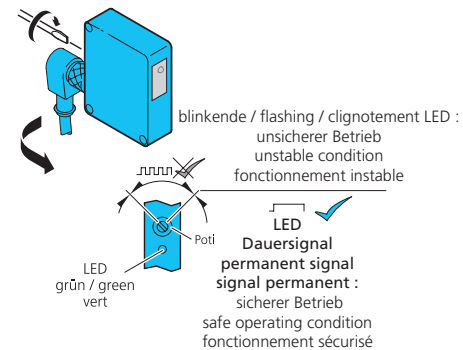 blinkende / flashing / clignotement LED :
unsicherer Betrieb
unstable condition
fonctionnement instable
LED
Dauersignal
permanent signal
signal permanent :
sicherer Betrieb
safe operating condition
fonctionnement sécurisé
Poti
LED
grün / green
vert